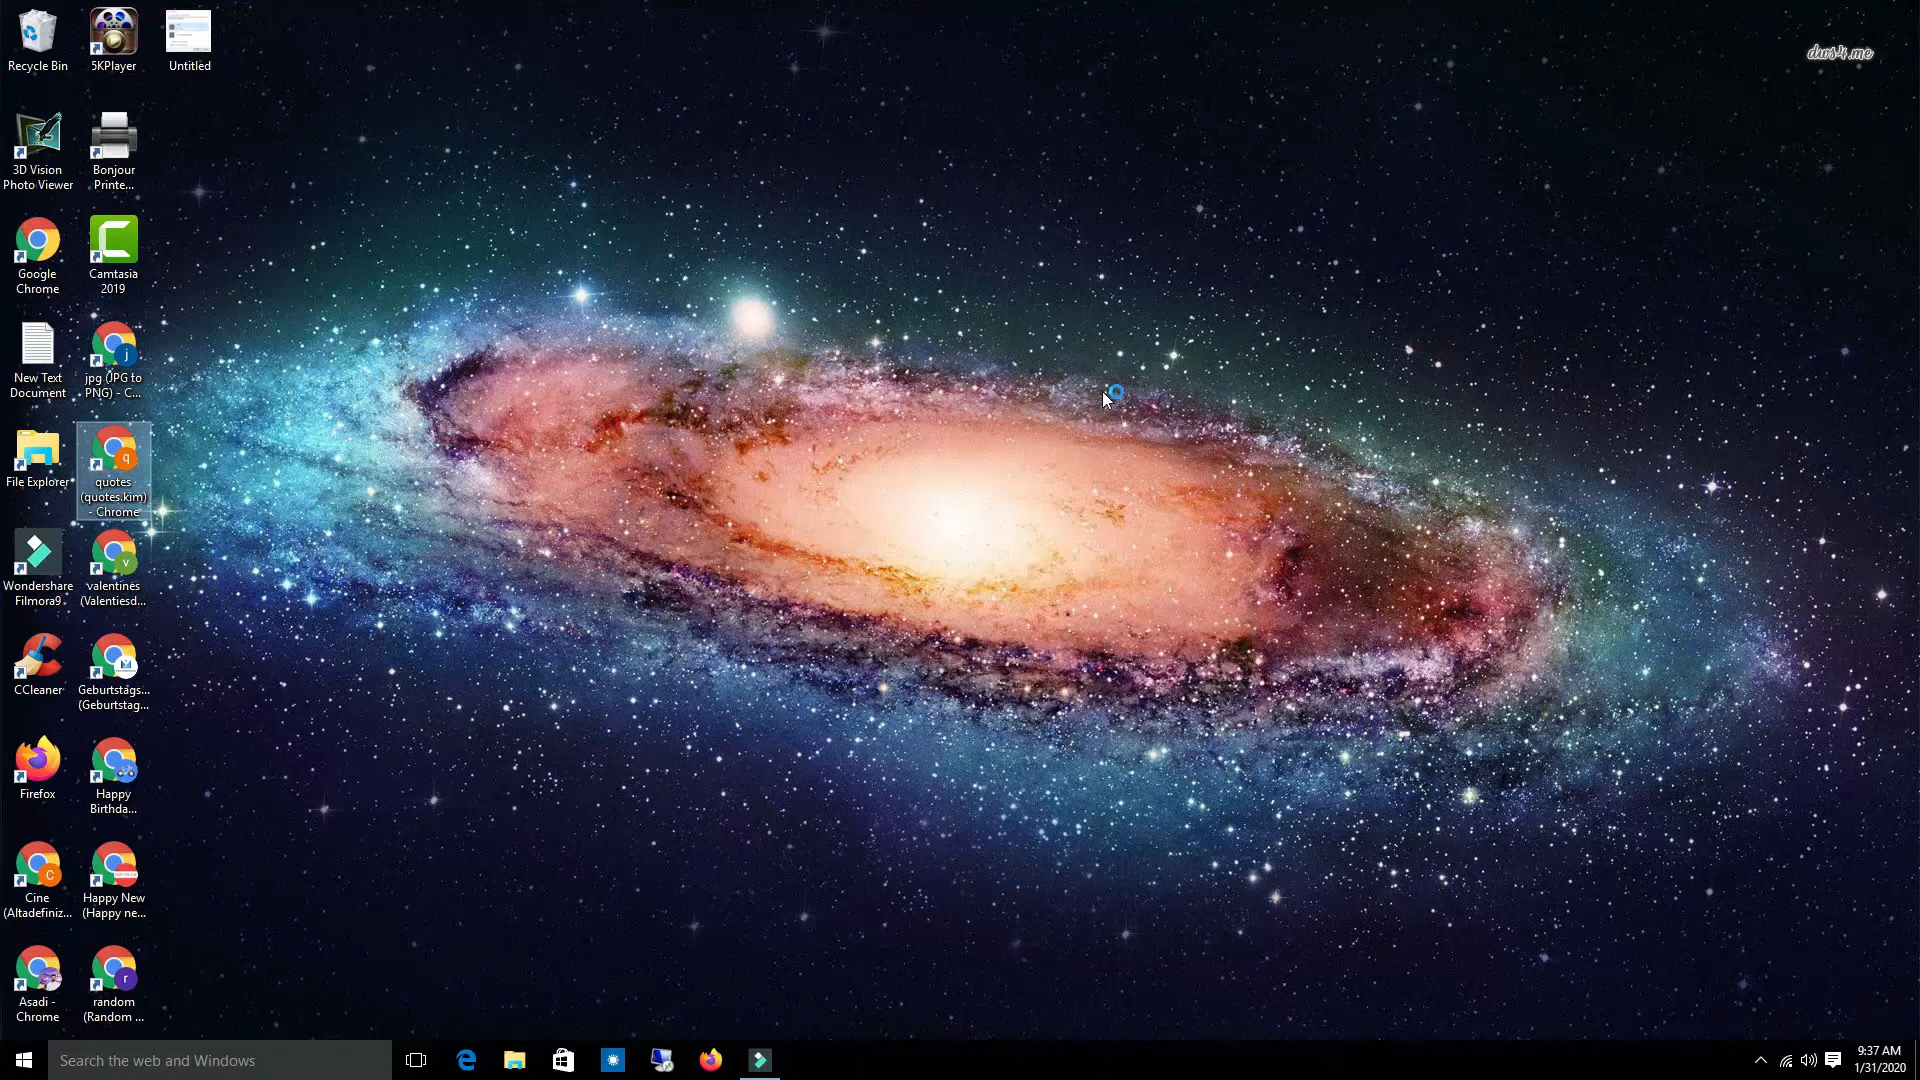 Recycle Bin
5KPlayer
Untitled
dws4.me
3D Vision
Photo Viewer
Bonjour
Printe...
Google
Chrome
Camtasia
2019
New Text
Document
jpg (JPG to
PNG) - C...
j
File Explorer
q
quotes
(quotes.kim)
- Chrome
Wondershare
Filmora9
v
valentines
(Valentiesd...
CCleaner
Geburtstags...
(Geburtstag...
Firefox
Happy
Birthda...
C
Cine
(Altadefiniz...
Happy New
(Happy ne...
Asadi -
Chrome
r
random
(Random ...
Search the web and Windows
9:37 AM
1/31/2020